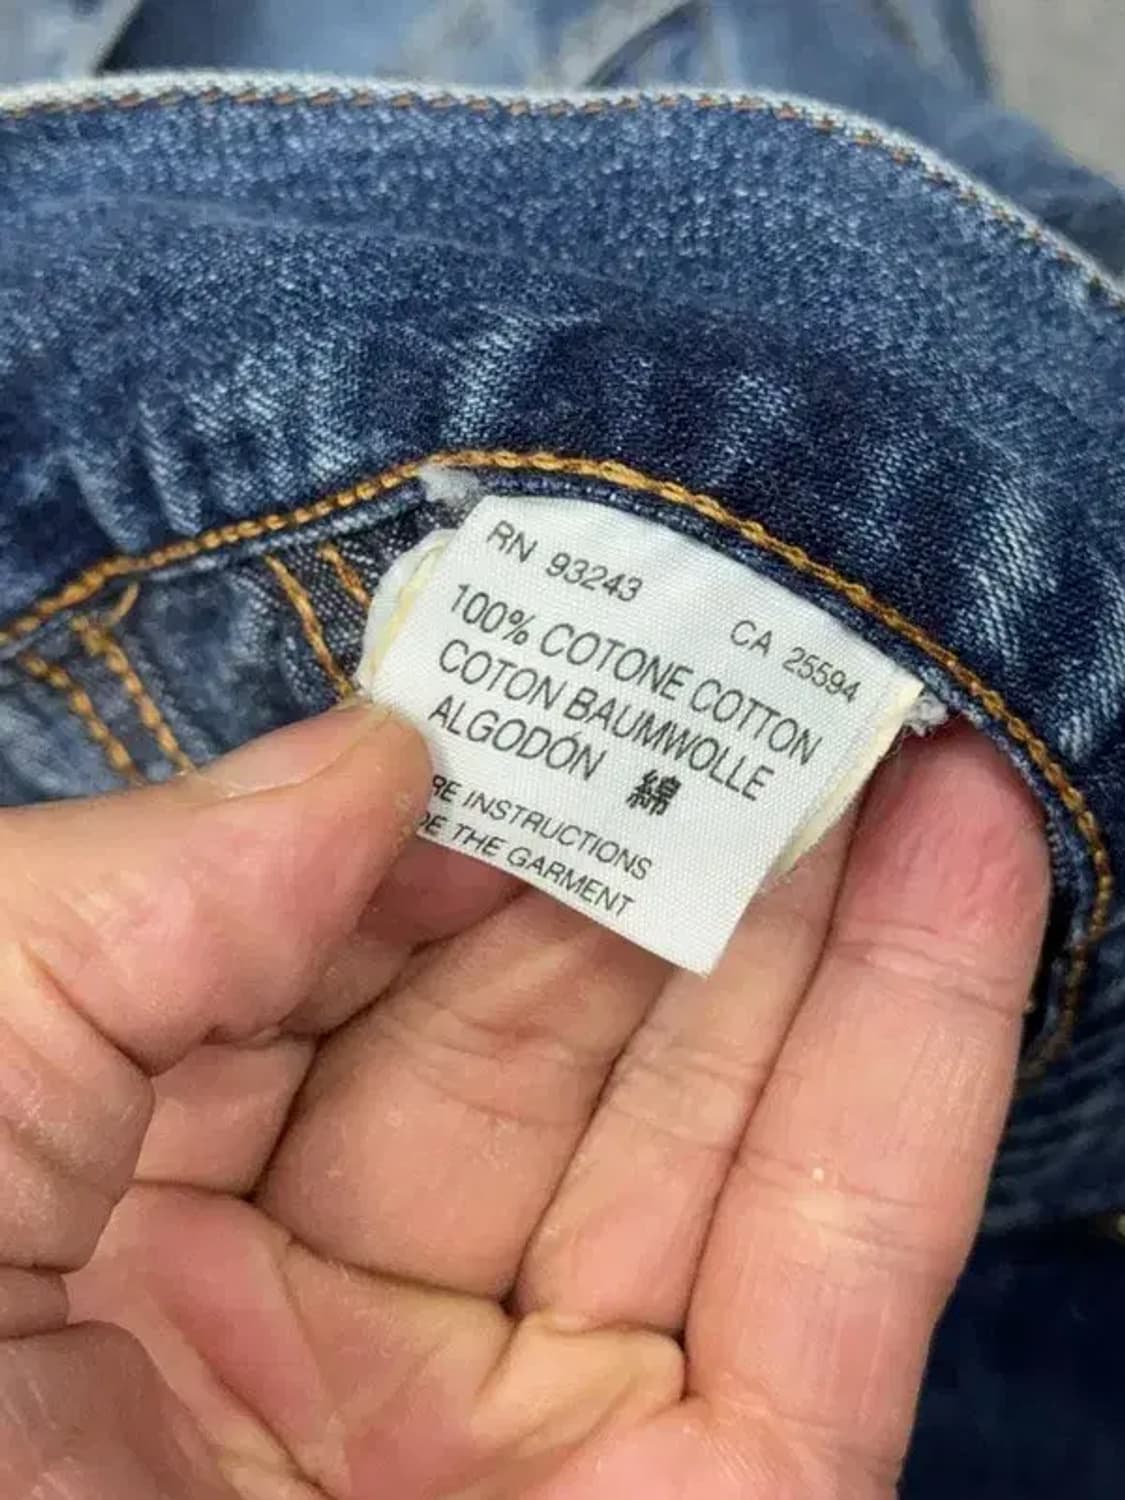 RN 93243
CA 25594
100% COTONE COTTON
COTON BAUMWOLLE
ALGODÓN 綿
INSTRUCTIONS
THE GARMENT